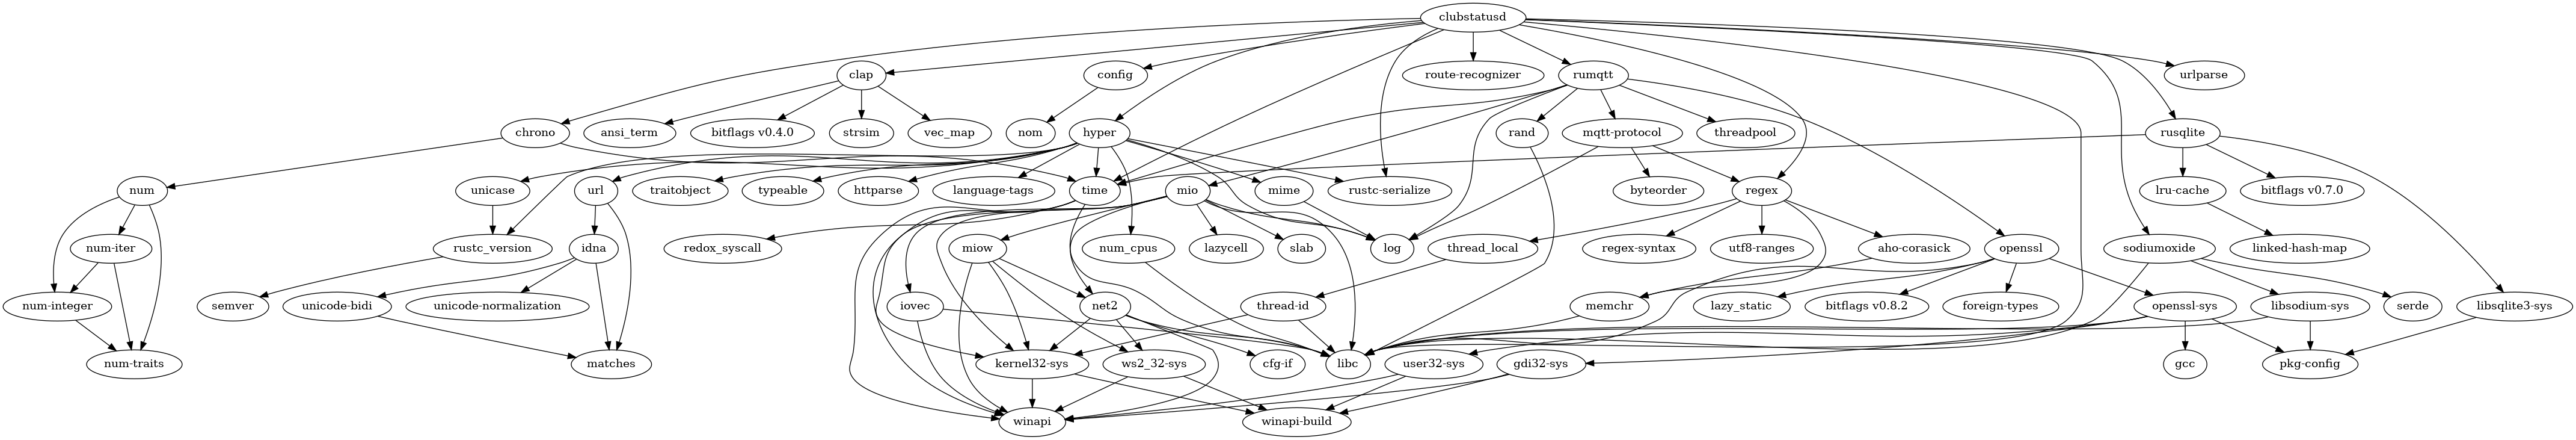 clubstatusd
clap
config
route-recognizer
rumqtt
urlparse
chrono
ansi_term
bitflags v0.4.0
strsim
vec_map
nom
hyper
rand
mqtt-protocol
threadpool
rusqlite
num
unicase
url
traitobject
typeable
httparse
language-tags
time
mio
mime
rustc-serialize
byteorder
regex
lru-cache
bitflags v0.7.0
num-iter
rustc_version
idna
redox_syscall
miow
num_cpus
lazycell
slab
log
thread_local
regex-syntax
utf8-ranges
aho-corasick
openssl
sodiumoxide
linked-hash-map
num-integer
semver
unicode-bidi
unicode-normalization
iovec
net2
thread-id
memchr
lazy_static
bitflags v0.8.2
foreign-types
openssl-sys
libsodium-sys
serde
libsqlite3-sys
num-traits
matches
kernel32-sys
ws2_32-sys
cfg-if
libc
user32-sys
gdi32-sys
gcc
pkg-config
winapi
winapi-build